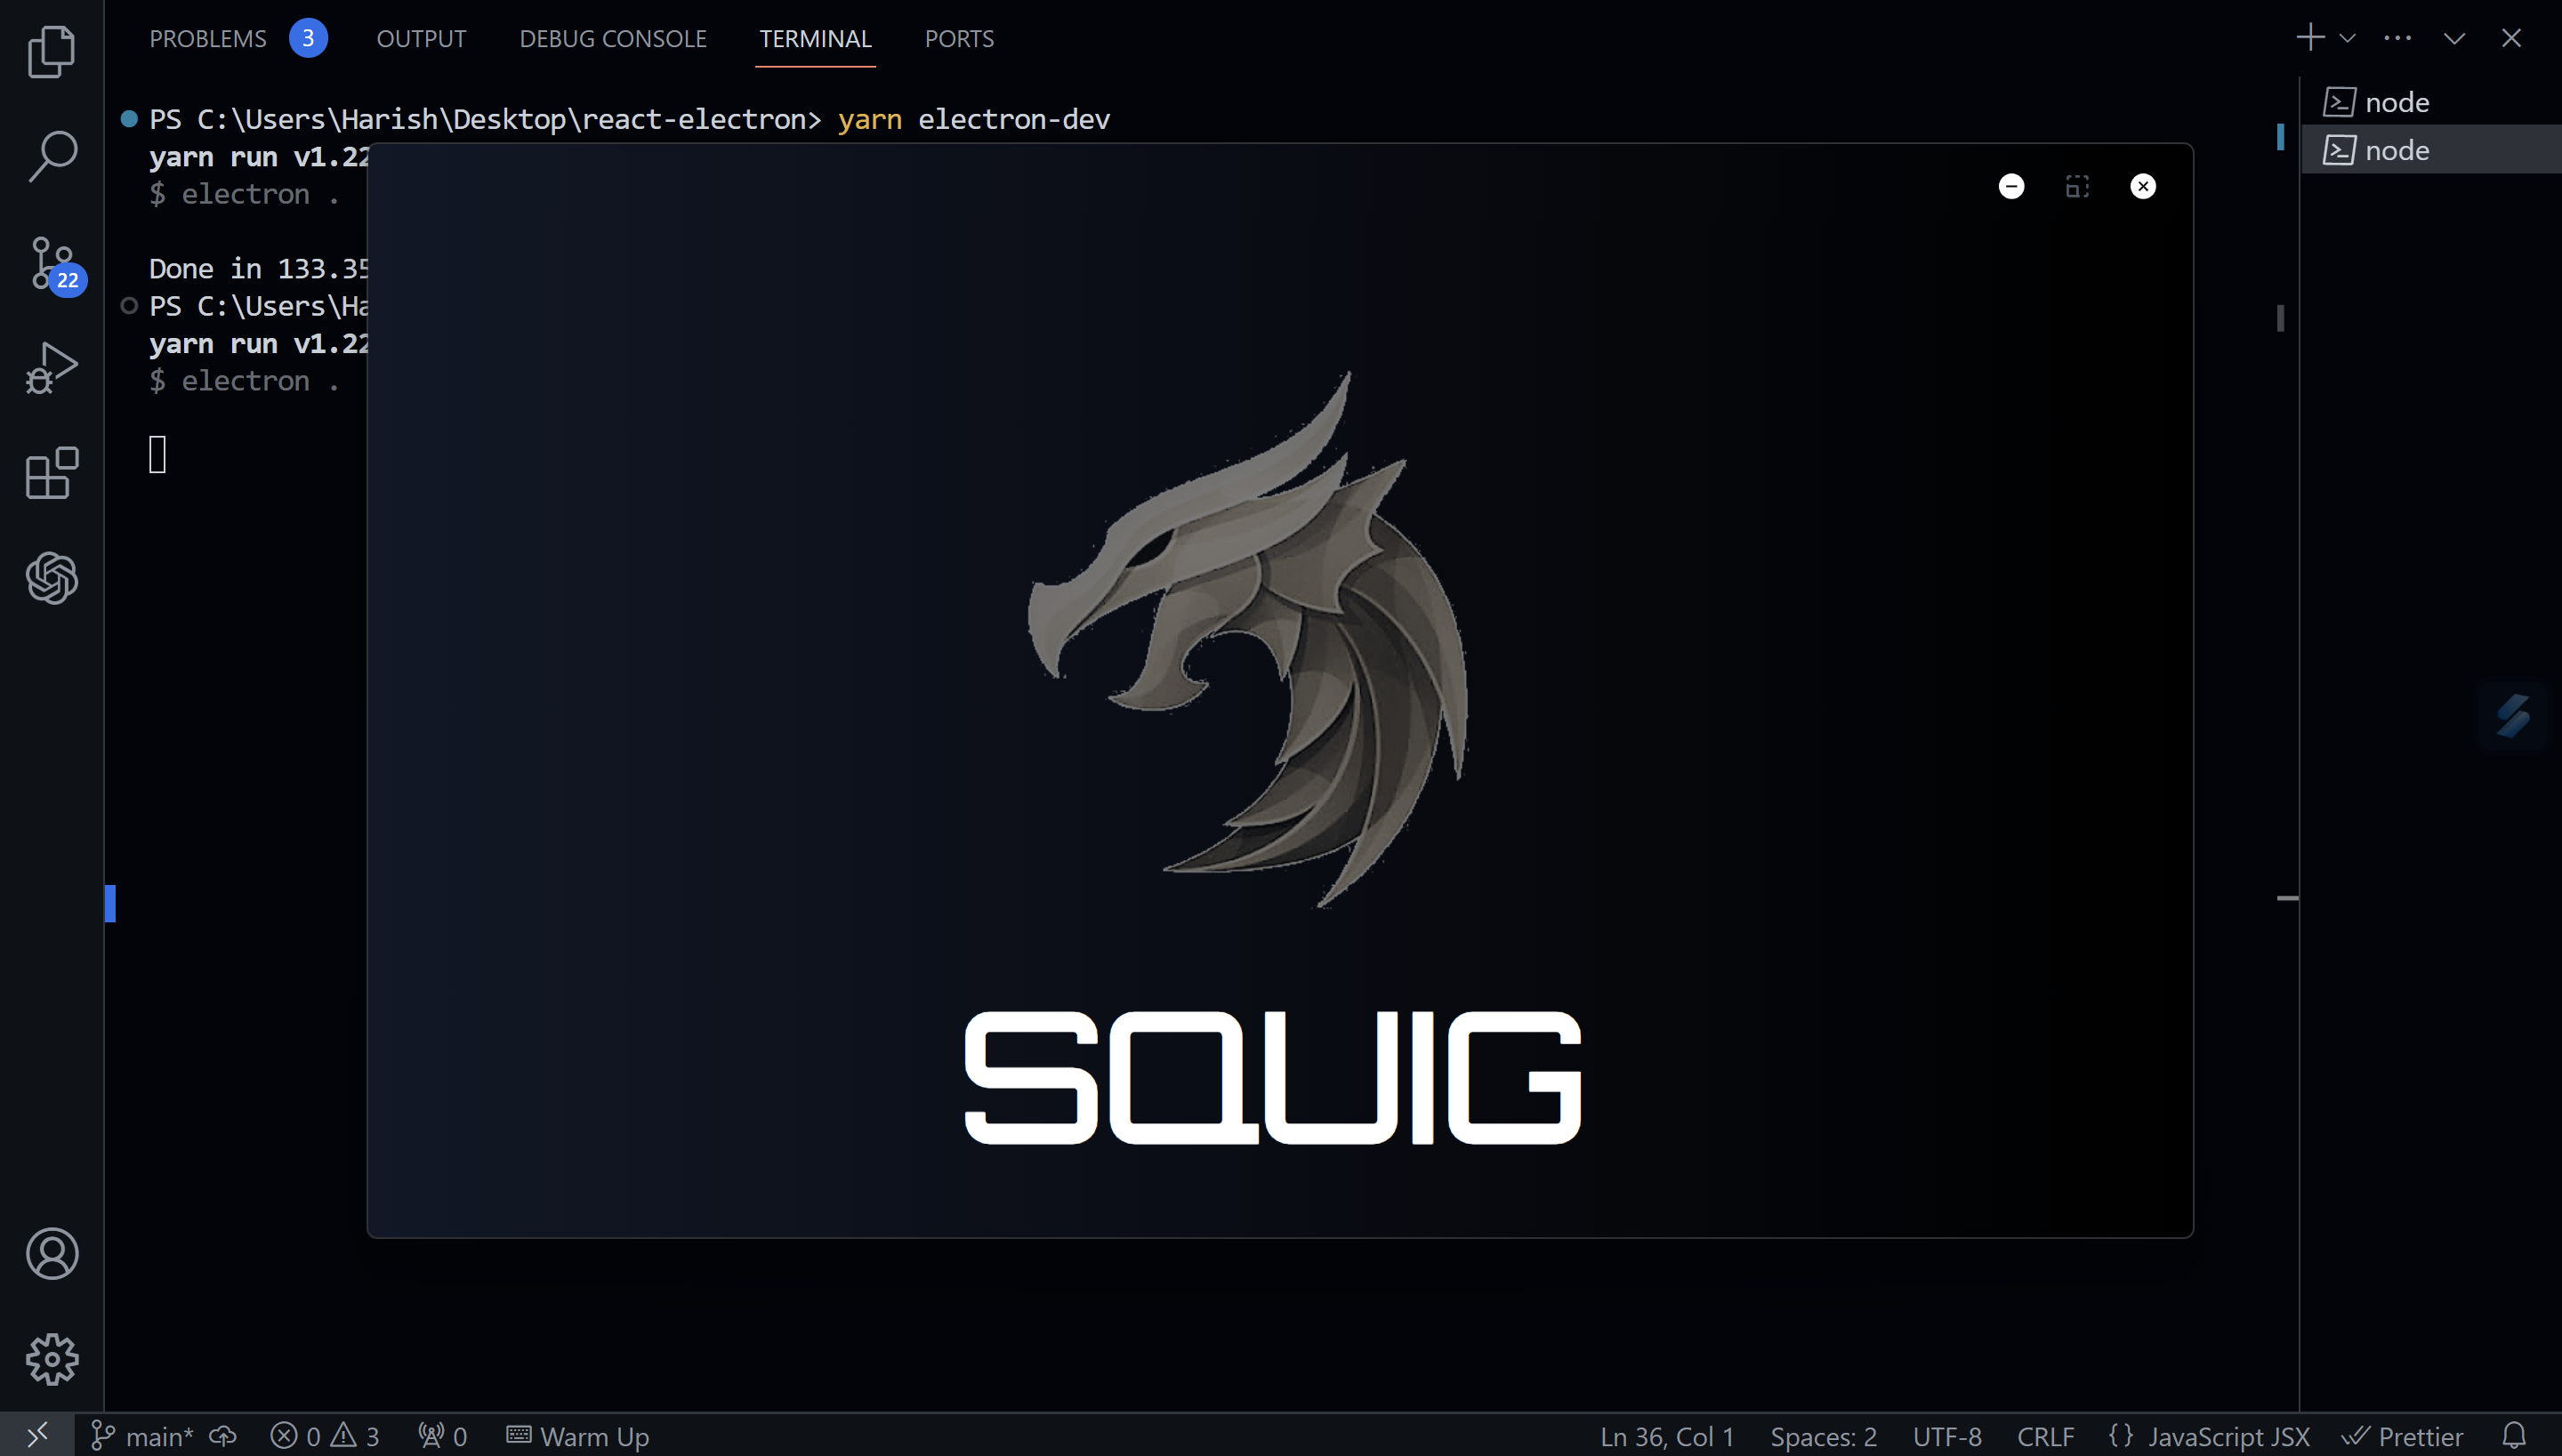 PROBLEMS 3 OUTPUT DEBUG CONSOLE TERMINAL PORTS
PS C:\Users\Harish\Desktop\react-electron> yarn electron-dev
yarn run v1.22
$ electron .
Done in 133.35
PS C:\Users\Ha
yarn run v1.22
$ electron .
node
node
22
SQUIG
main* 0 3 0 Warm Up Ln 36, Col 1 Spaces: 2 UTF-8 CRLF {} JavaScript JSX Prettier